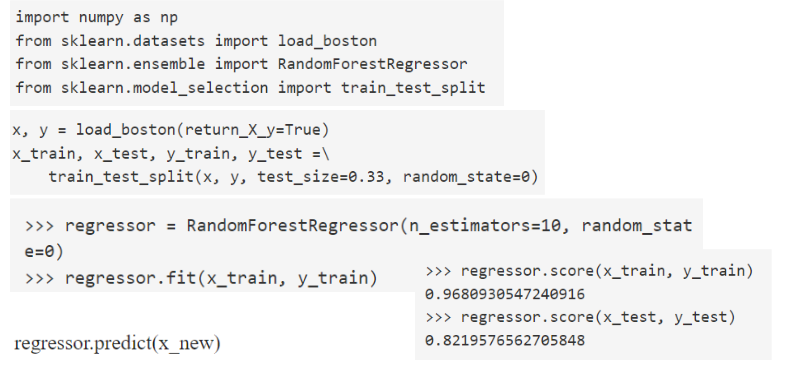 import numpy as np
from sklearn.datasets import load_boston
from sklearn.ensemble import RandomForestRegressor
from sklearn.model_selection import train_test_split
x, y = load_boston(return_X_y=True)
x_train, x_test, y_train, y_test =\
    train_test_split(x, y, test_size=0.33, random_state=0)
>>> regressor = RandomForestRegressor(n_estimators=10, random_stat
e=0)
>>> regressor.fit(x_train, y_train)
>>> regressor.score(x_train, y_train)
0.9680930547240916
>>> regressor.score(x_test, y_test)
0.8219576562705848
regressor.predict(x_new)